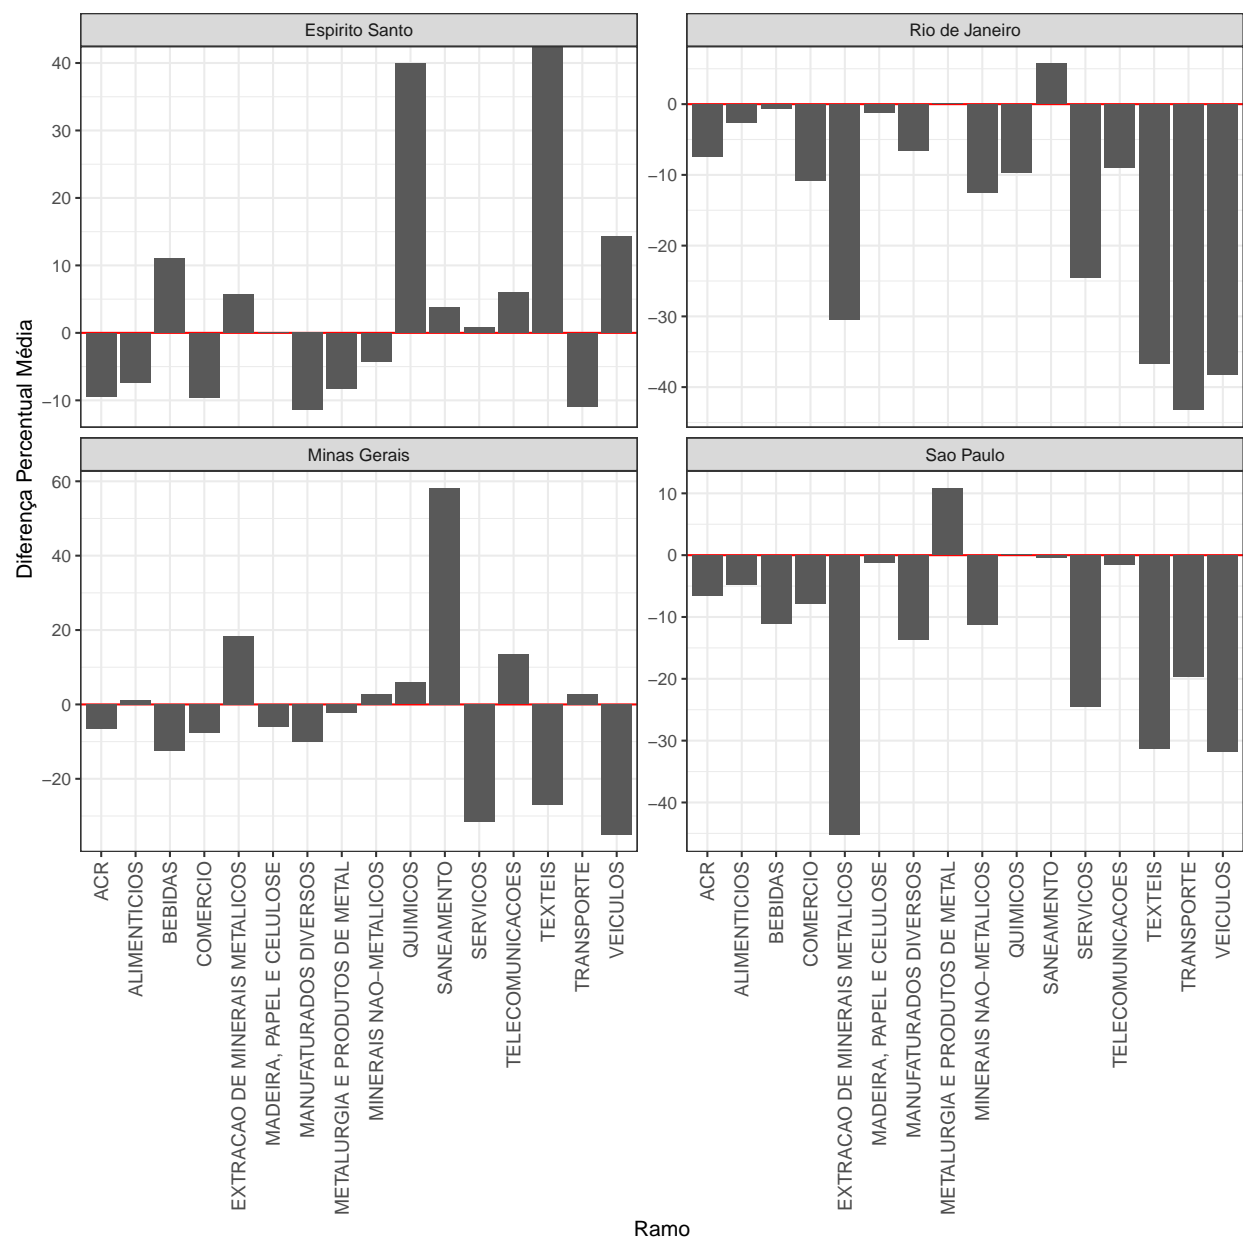 Espirito Santo
Rio de Janeiro
40
30
20
10
0
−10
0
−10
−20
−30
−40
Diferença Percentual Média
Minas Gerais
Sao Paulo
60
40
20
0
−20
10
0
−10
−20
−30
−40
ACR
ALIMENTICIOS
BEBIDAS
COMERCIO
EXTRACAO DE MINERAIS METALICOS
MADEIRA, PAPEL E CELULOSE
MANUFATURADOS DIVERSOS
METALURGIA E PRODUTOS DE METAL
MINERAIS NAO−METALICOS
QUIMICOS
SANEAMENTO
SERVICOS
TELECOMUNICACOES
TEXTEIS
TRANSPORTE
VEICULOS
ACR
ALIMENTICIOS
BEBIDAS
COMERCIO
EXTRACAO DE MINERAIS METALICOS
MADEIRA, PAPEL E CELULOSE
MANUFATURADOS DIVERSOS
METALURGIA E PRODUTOS DE METAL
MINERAIS NAO−METALICOS
QUIMICOS
SANEAMENTO
SERVICOS
TELECOMUNICACOES
TEXTEIS
TRANSPORTE
VEICULOS
Ramo